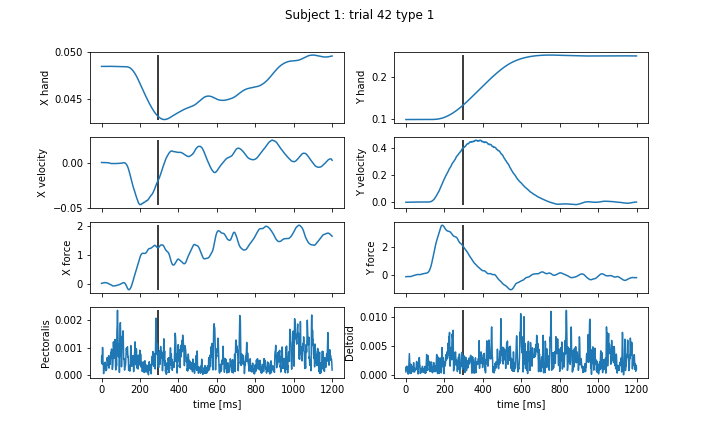 Subject 1: trial 42 type 1
0.050
0.045
X hand
0.2
0.1
Y hand
0.00
−0.05
X velocity
0.4
0.2
0.0
Y velocity
2
1
0
X force
2
0
Y force
0.002
0.001
0.000
Pectoralis
0 200 400 600 800 1000 1200
time [ms]
0.010
0.005
0.000
Deltoid
0 200 400 600 800 1000 1200
time [ms]